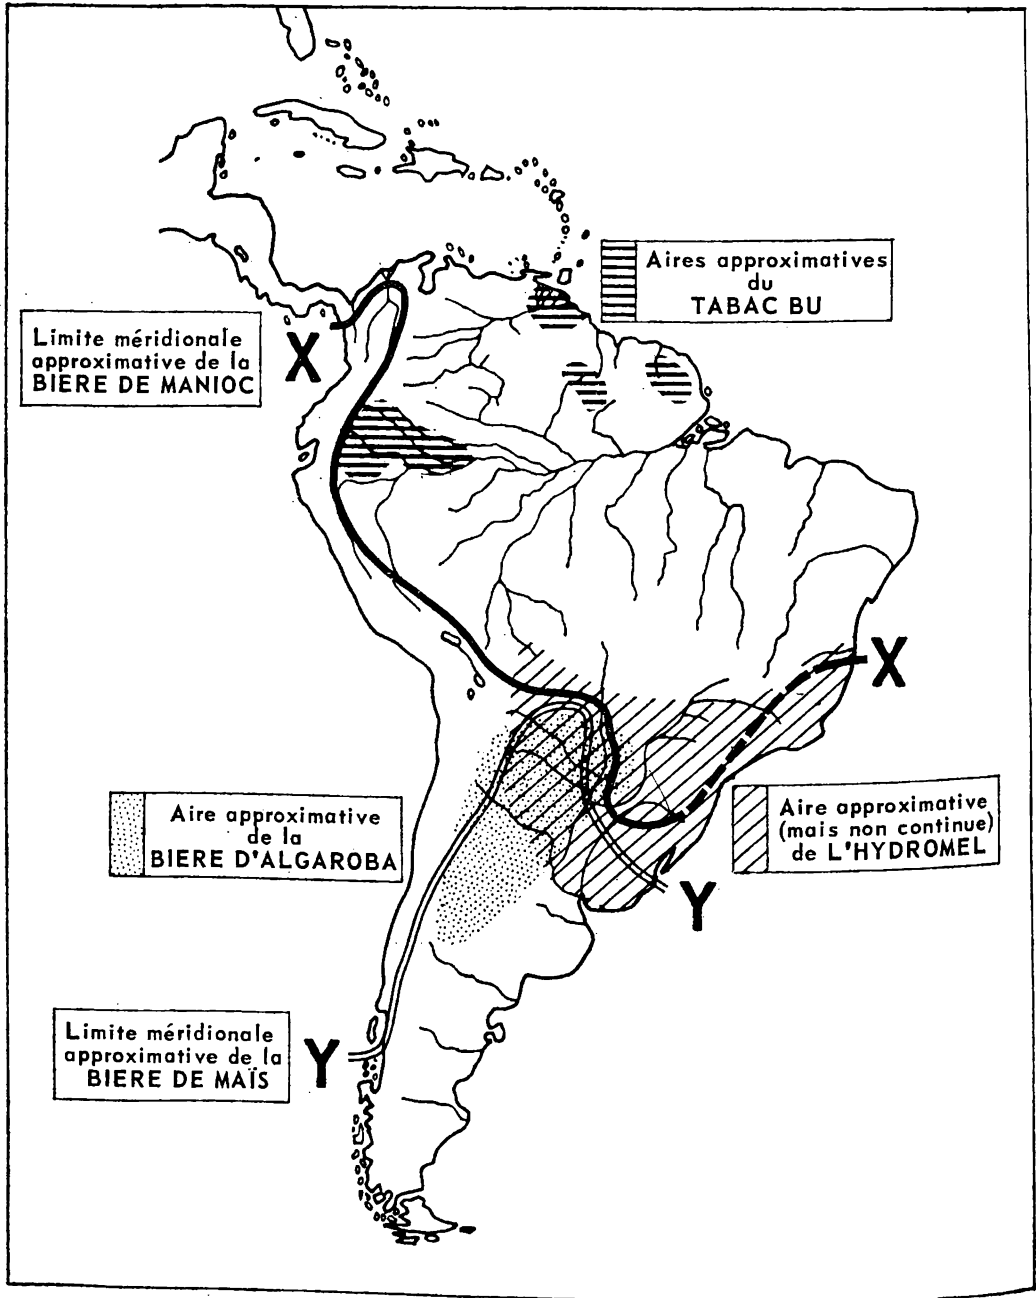 Aires approximatives
du
TABAC BU
Limite méridionale
approximative de la
BIERE DE MANIOC
X
X
Aire approximative
de la
BIERE D'ALGAROBA
Aire approximative
(mais non continue)
de L'HYDROMEL
Y
Limite méridionale
approximative de la
BIERE DE MAÏS
Y